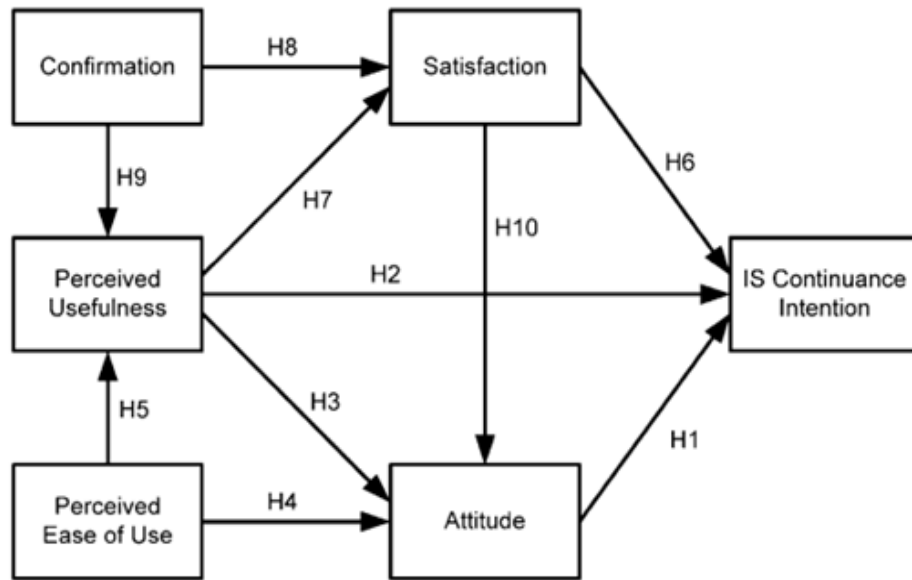 Confirmation
H8
Satisfaction
H9
H7
H6
H10
Perceived
Usefulness
H2
IS Continuance
Intention
H5
H3
H1
Perceived
Ease of Use
H4
Attitude